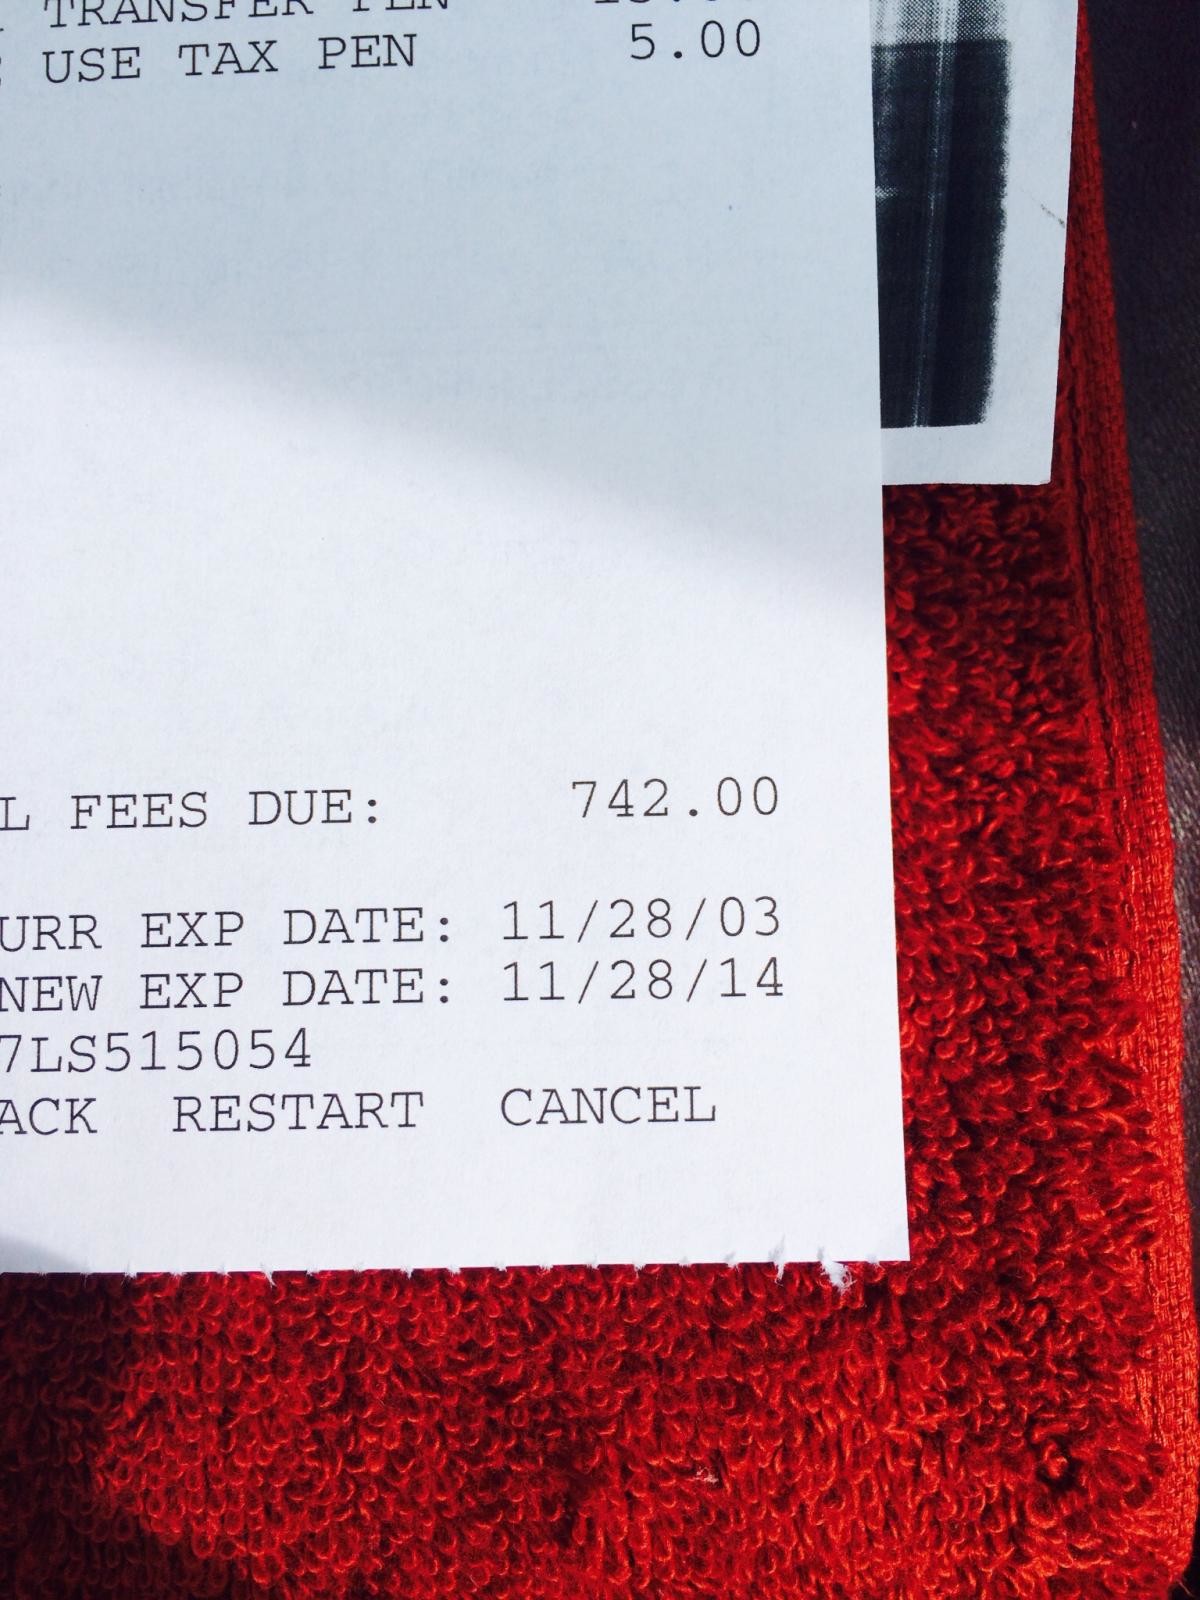 TRANSFER PEN
USE TAX PEN 5.00
L FEES DUE: 742.00
URR EXP DATE: 11/28/03
NEW EXP DATE: 11/28/14
7LS515054
ACK RESTART CANCEL